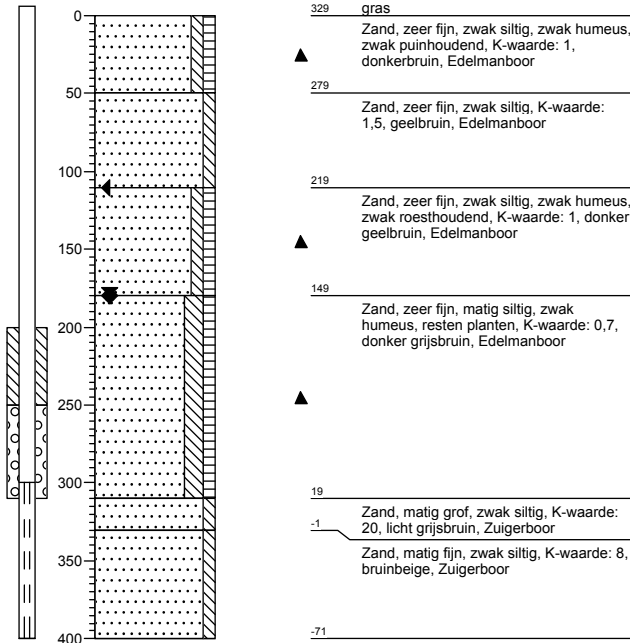 0
50
100
150
200
250
300
350
400
329 gras
Zand, zeer fijn, zwak siltig, zwak humeus,
zwak puinhoudend, K-waarde: 1,
donkerbruin, Edelmanboor
279
Zand, zeer fijn, zwak siltig, K-waarde:
1,5, geelbruin, Edelmanboor
219
Zand, zeer fijn, zwak siltig, zwak humeus,
zwak roesthoudend, K-waarde: 1, donker
geelbruin, Edelmanboor
149
Zand, zeer fijn, matig siltig, zwak
humeus, resten planten, K-waarde: 0,7,
donker grijsbruin, Edelmanboor
19
Zand, matig grof, zwak siltig, K-waarde:
20, licht grijsbruin, Zuigerboor
-1
Zand, matig fijn, zwak siltig, K-waarde: 8,
bruinbeige, Zuigerboor
-71